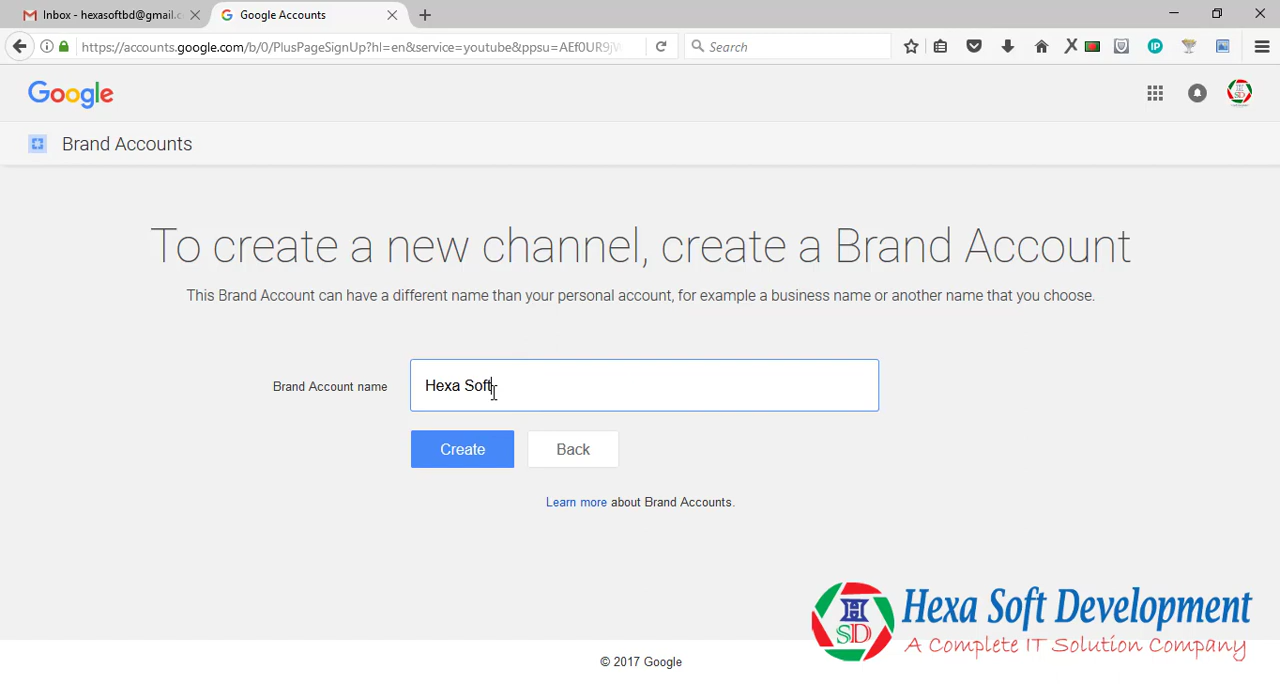 Inbox - hexasoftbd@gmail.c
Google Accounts
https://accounts.google.com/b/0/PlusPageSignUp?hl=en&service=youtube&ppsu=AEf0UR9jW
Search
X
IP
Google
HSD
Brand Accounts
To create a new channel, create a Brand Account
This Brand Account can have a different name than your personal account, for example a business name or another name that you choose.
Brand Account name
Hexa Soft
Create
Back
Learn more about Brand Accounts.
HSD
Hexa Soft Development
A Complete IT Solution Company
© 2017 Google